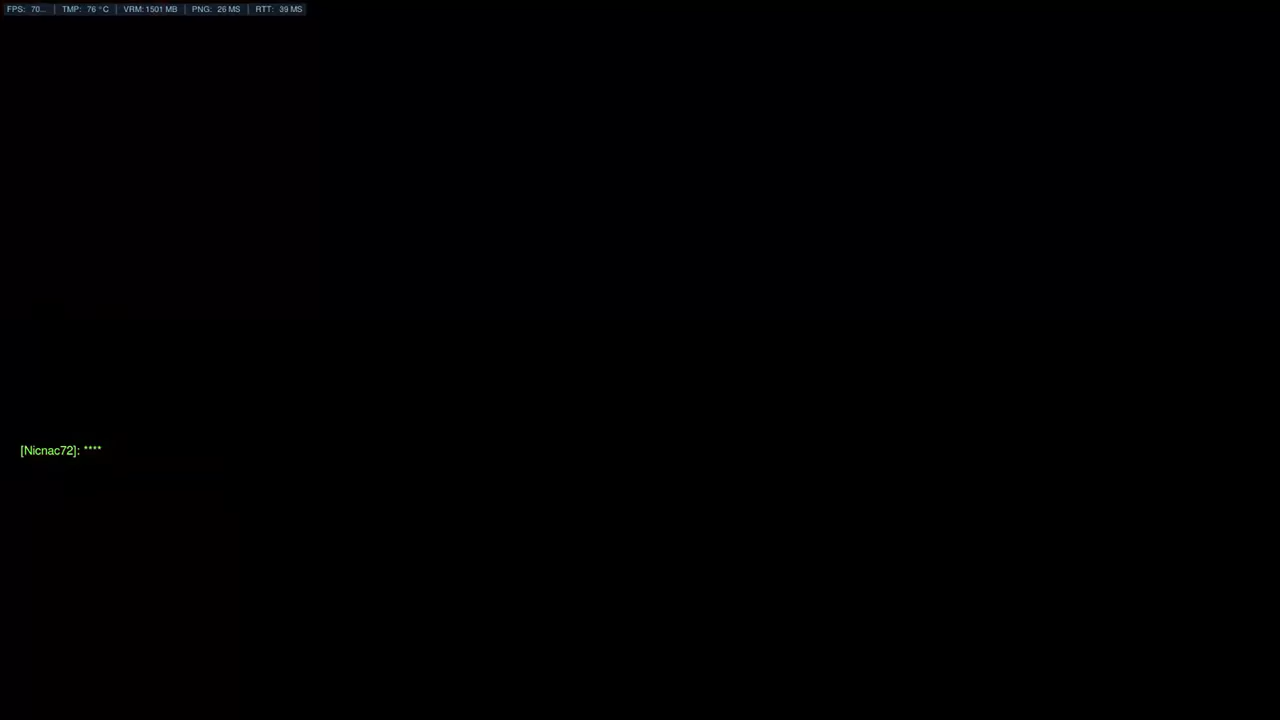 FPS: 70... | TMP: 76 °C | VRM: 1501 MB | PNG: 26 MS | RTT: 39 MS
[Nicnac72]: ****